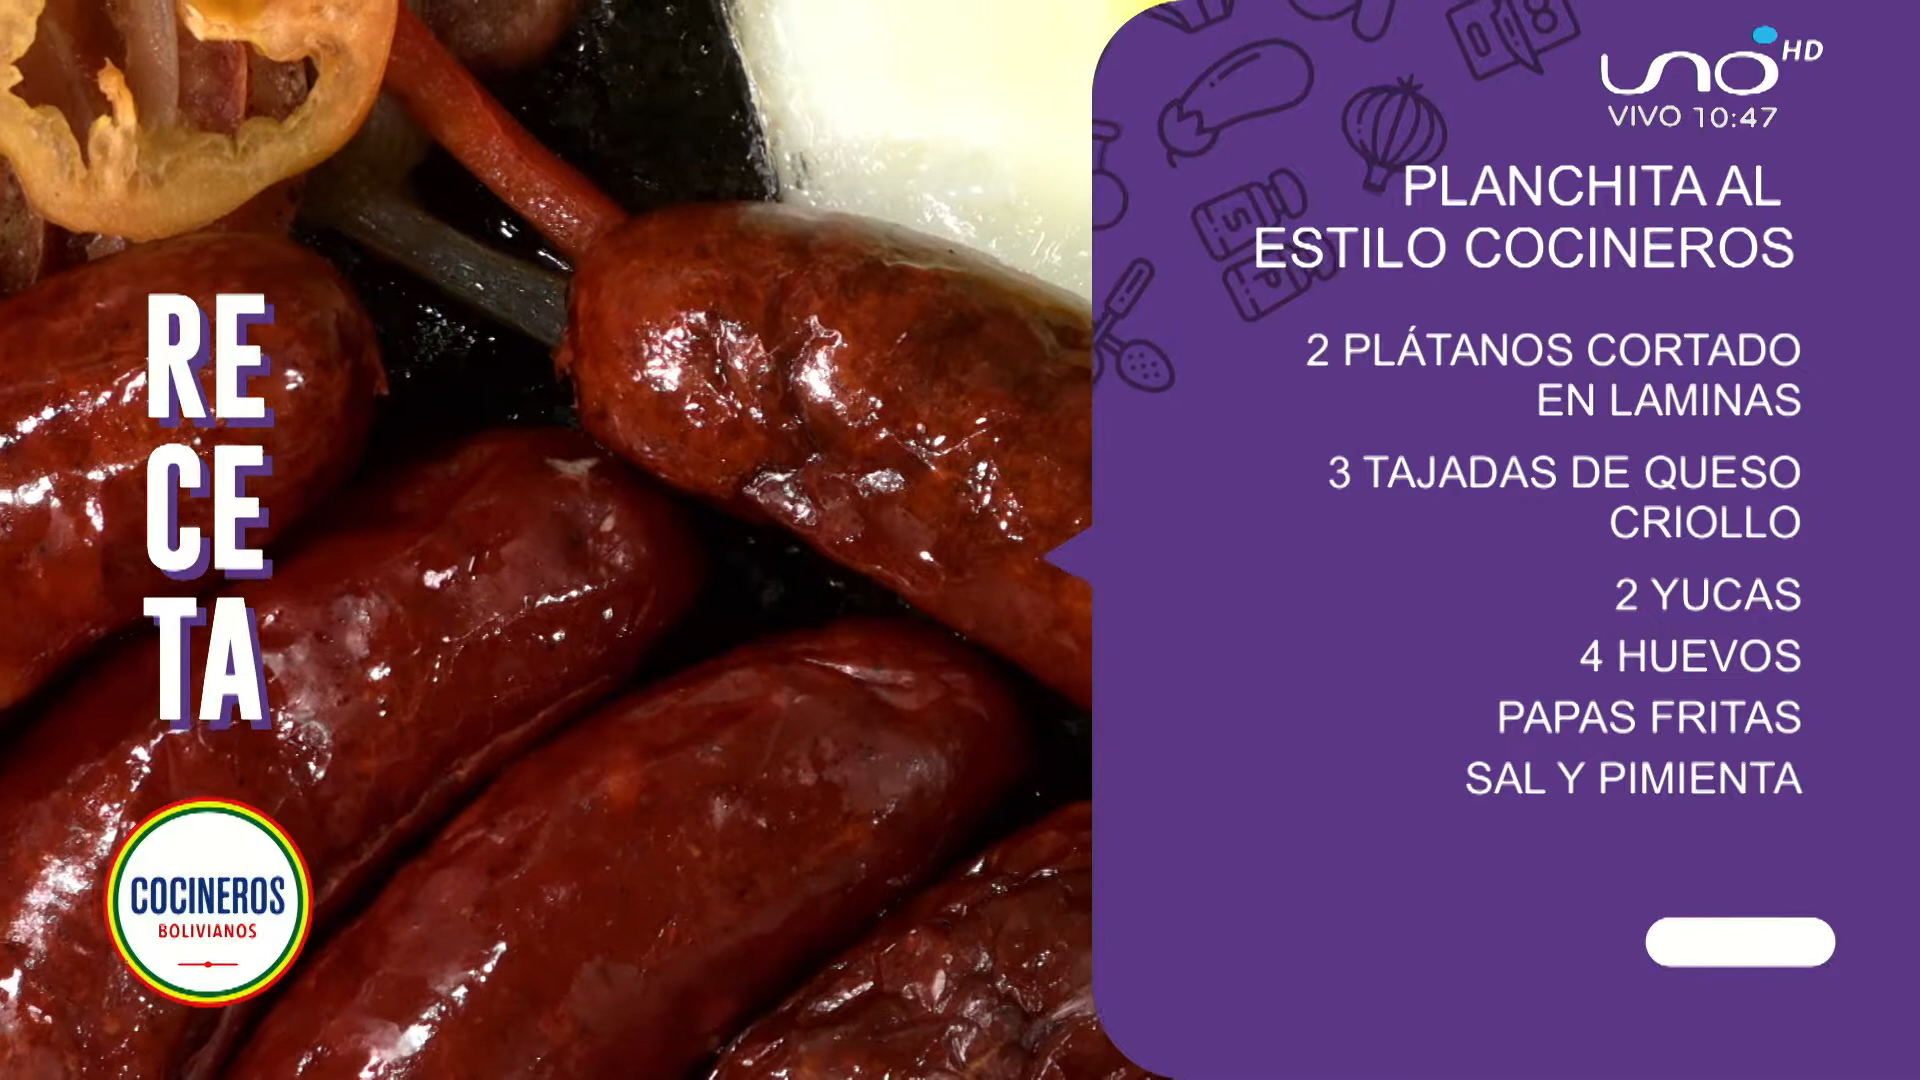 UNO HD
VIVO 10:47
PLANCHITA AL
ESTILO COCINEROS
2 PLÁTANOS CORTADO
EN LAMINAS
3 TAJADAS DE QUESO
CRIOLLO
2 YUCAS
4 HUEVOS
PAPAS FRITAS
SAL Y PIMIENTA
RE
CE
TA
COCINEROS
BOLIVIANOS